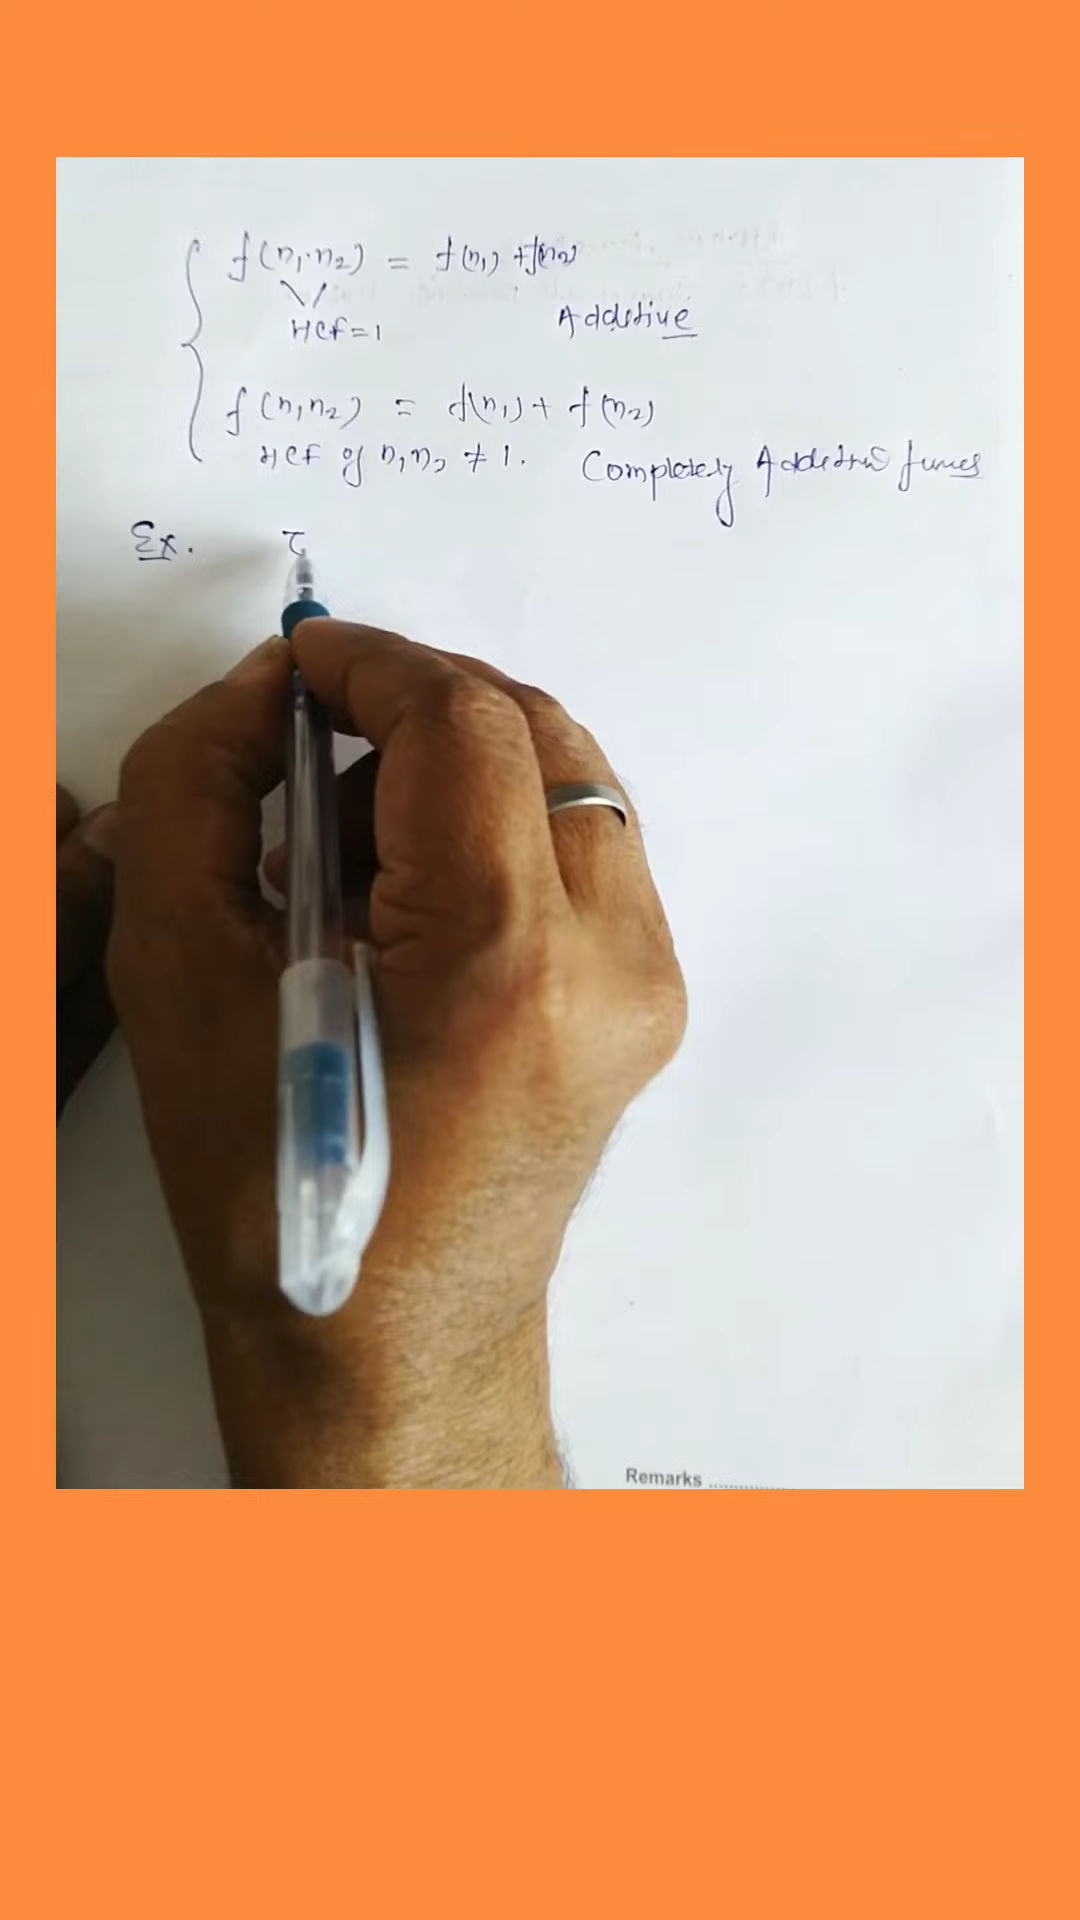 f(n₁·n₂) = f(n₁) + f(n₂)
HCF=1
Additive
f(n₁n₂) = f(n₁) + f(n₂)
HCF of n₁n₂ ≠ 1. Completely Additive funcs
Ex. τ
Remarks ..............